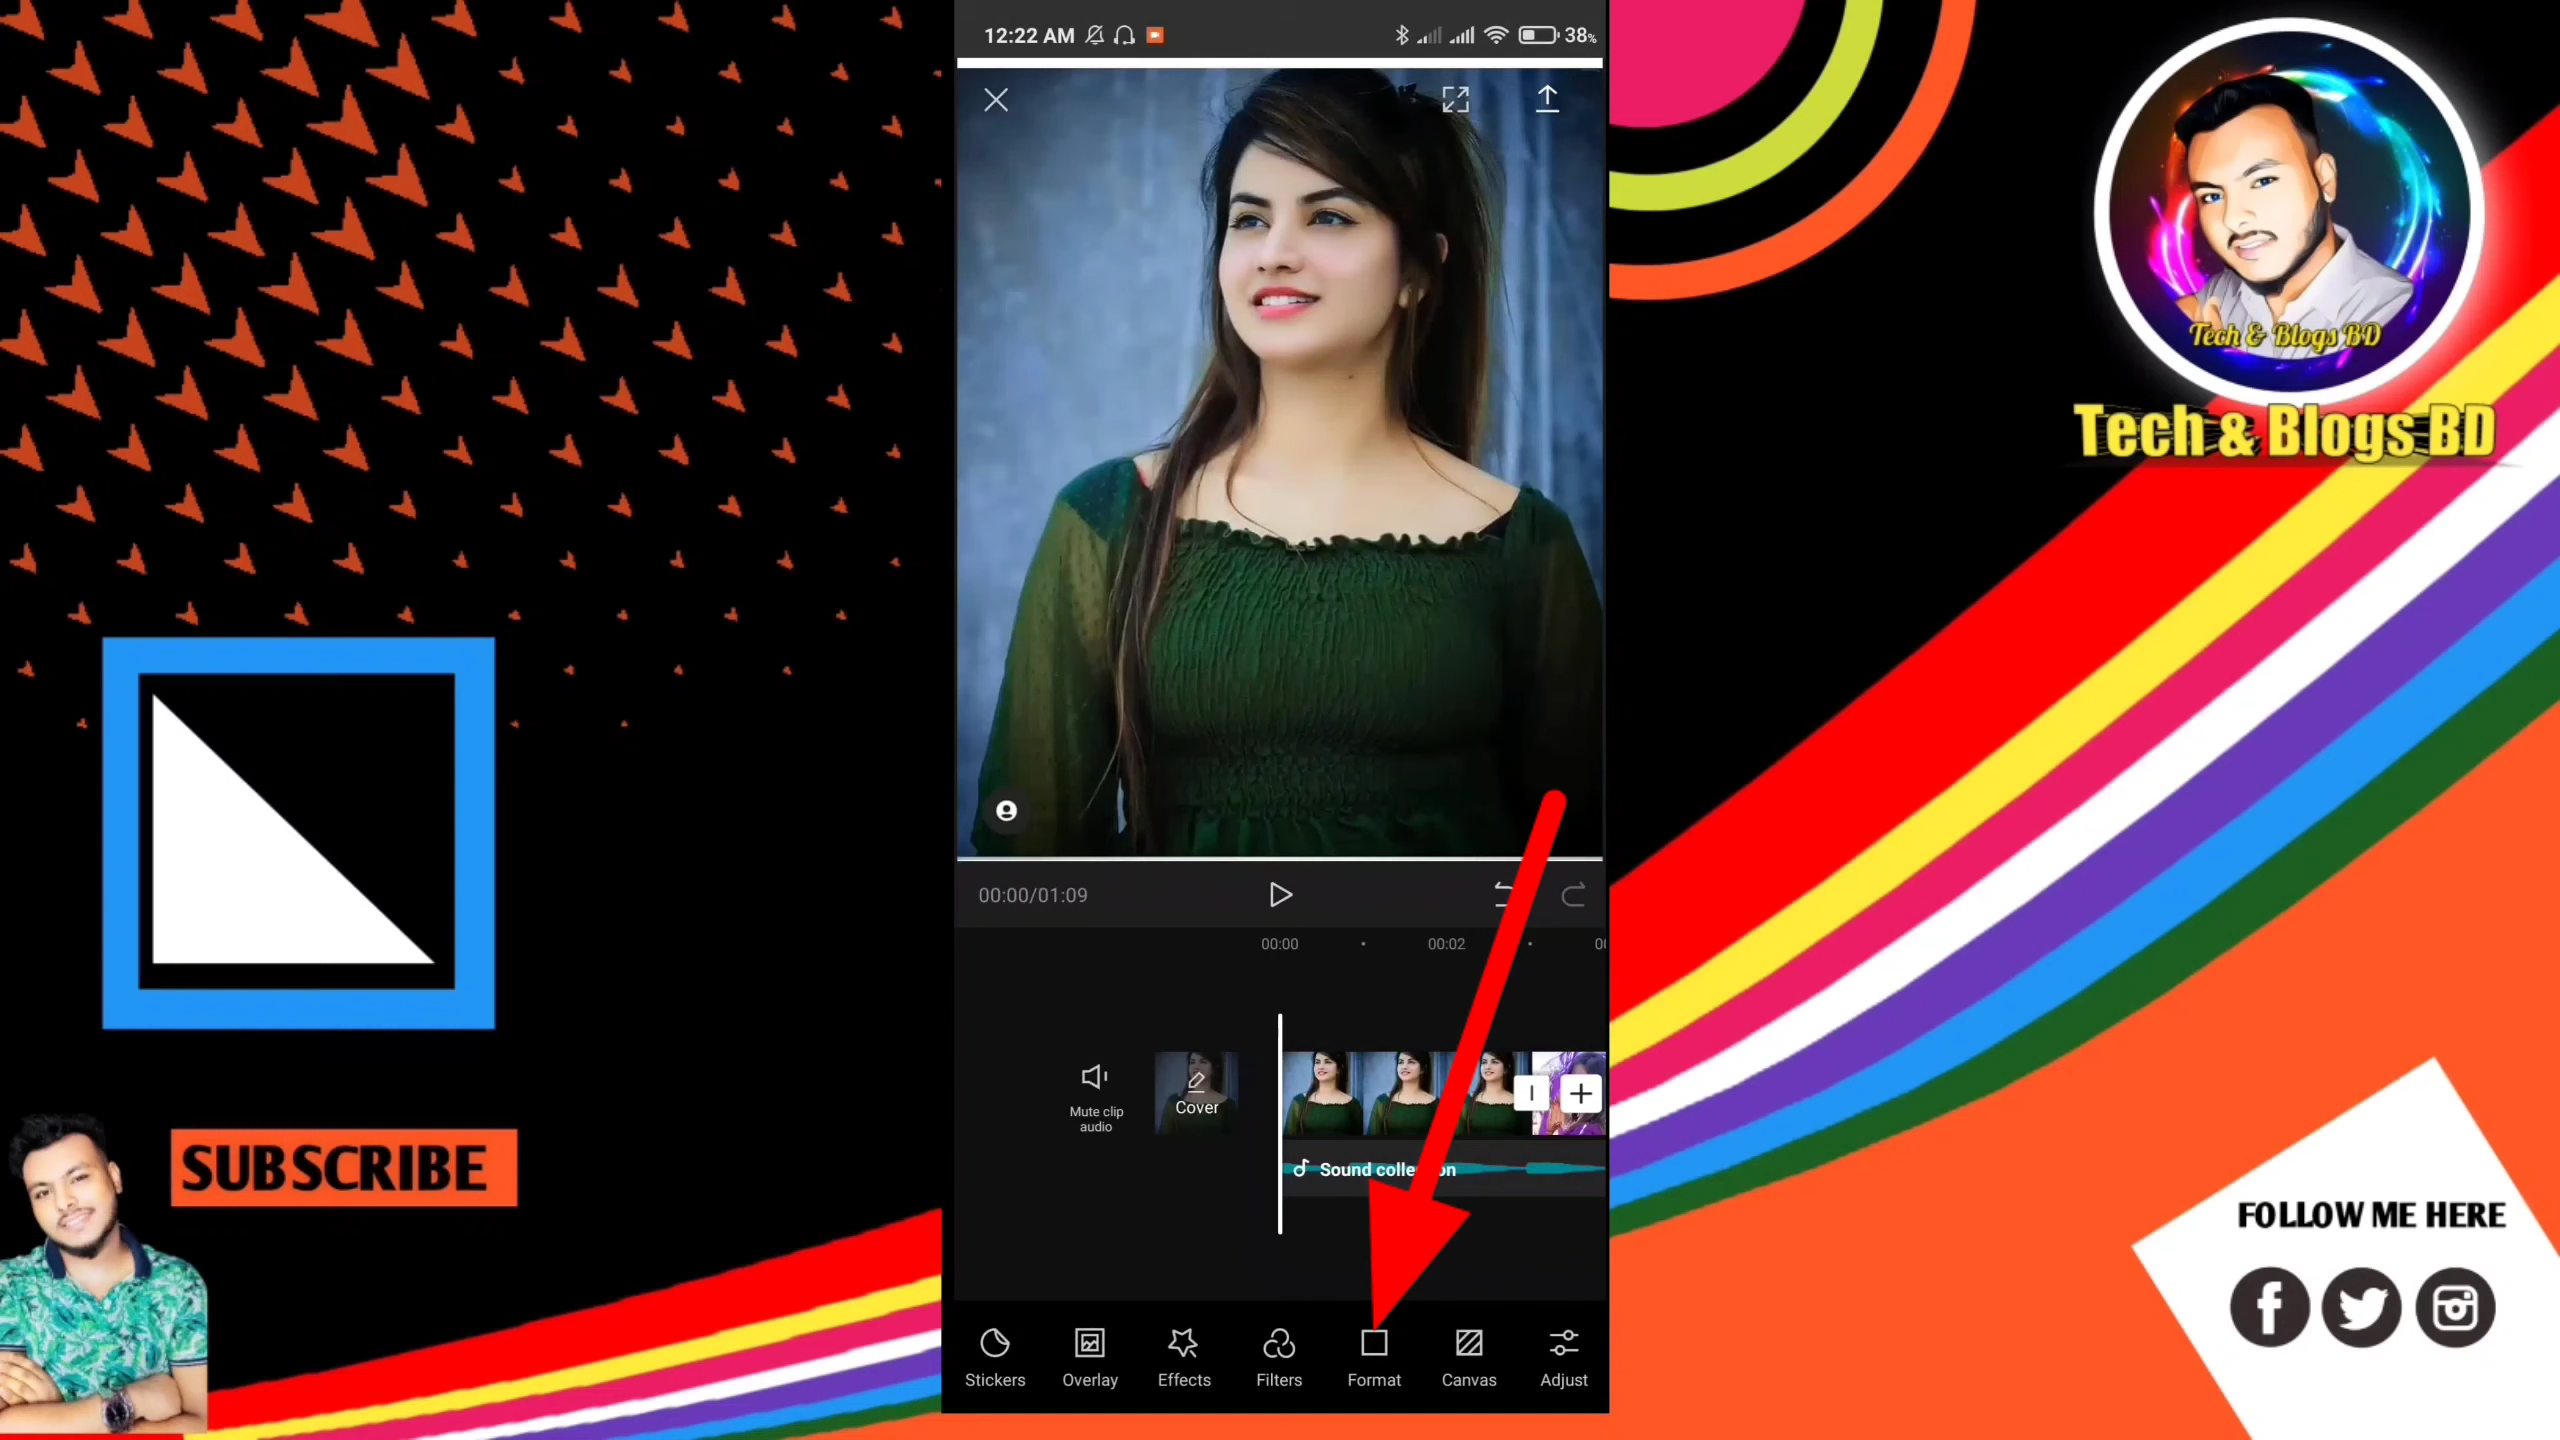 12:22 AM
38%
Tech & Blogs BD
Tech & Blogs BD
00:00/01:09
00:00
00:02
Mute clip
audio
Cover
Sound colle on
SUBSCRIBE
FOLLOW ME HERE
Stickers
Overlay
Effects
Filters
Format
Canvas
Adjust